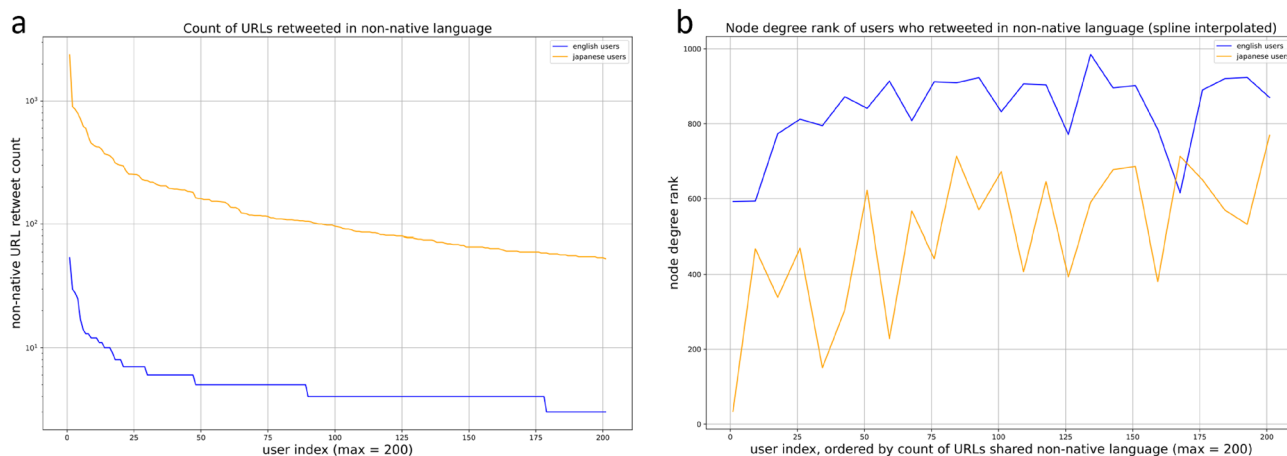 a
Count of URLs retweeted in non-native language
english users
japanese users
non-native URL retweet count
10³
10²
10¹
0 25 50 75 100 125 150 175 200
user index (max = 200)
b
Node degree rank of users who retweeted in non-native language (spline interpolated)
english users
japanese users
node degree rank
1000
800
600
400
200
0
0 25 50 75 100 125 150 175 200
user index, ordered by count of URLs shared non-native language (max = 200)